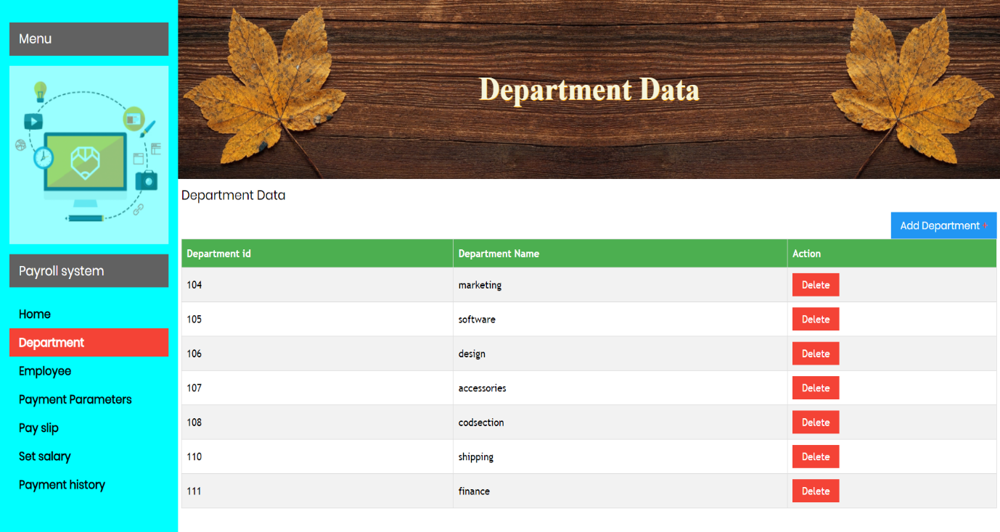 Menu
Department Data
Payroll system
Home
Department
Employee
Payment Parameters
Pay slip
Set salary
Payment history
Department Data
Add Department +
Department id Department Name Action
104 marketing Delete
105 software Delete
106 design Delete
107 accessories Delete
108 codsection Delete
110 shipping Delete
111 finance Delete